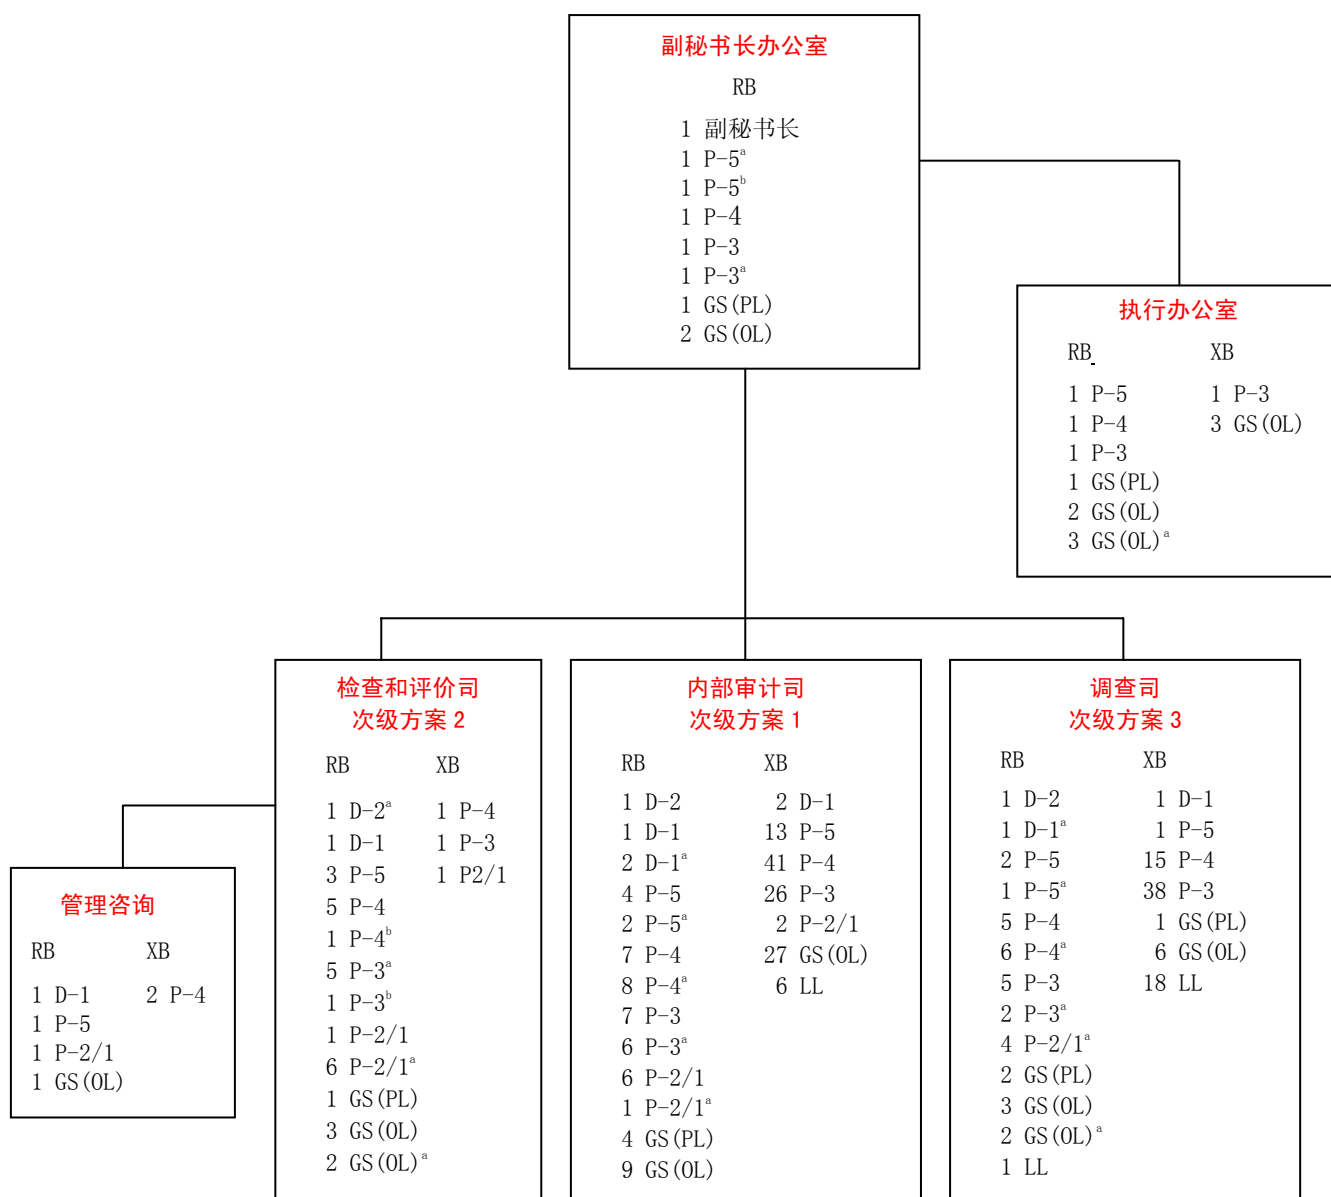 副秘书长办公室
RB
1 副秘书长
1 P-5ᵃ
1 P-5ᵇ
1 P-4
1 P-3
1 P-3ᵃ
1 GS(PL)
2 GS(OL)
执行办公室
RB XB
1 P-5 1 P-3
1 P-4 3 GS(OL)
1 P-3
1 GS(PL)
2 GS(OL)
3 GS(OL)ᵃ
管理咨询
RB XB
1 D-1 2 P-4
1 P-5
1 P-2/1
1 GS(OL)
检查和评价司
次级方案 2
RB XB
1 D-2ᵃ 1 P-4
1 D-1 1 P-3
3 P-5 1 P2/1
5 P-4
1 P-4ᵇ
5 P-3ᵃ
1 P-3ᵇ
1 P-2/1
6 P-2/1ᵃ
1 GS(PL)
3 GS(OL)
2 GS(OL)ᵃ
内部审计司
次级方案 1
RB XB
1 D-2 2 D-1
1 D-1 13 P-5
2 D-1ᵃ 41 P-4
4 P-5 26 P-3
2 P-5ᵃ 2 P-2/1
7 P-4 27 GS(OL)
8 P-4ᵃ 6 LL
7 P-3
6 P-3ᵃ
6 P-2/1
1 P-2/1ᵃ
4 GS(PL)
9 GS(OL)
调查司
次级方案 3
RB XB
1 D-2 1 D-1
1 D-1ᵃ 1 P-5
2 P-5 15 P-4
1 P-5ᵃ 38 P-3
5 P-4 1 GS(PL)
6 P-4ᵃ 6 GS(OL)
5 P-3 18 LL
2 P-3ᵃ
4 P-2/1ᵃ
2 GS(PL)
3 GS(OL)
2 GS(OL)ᵃ
1 LL